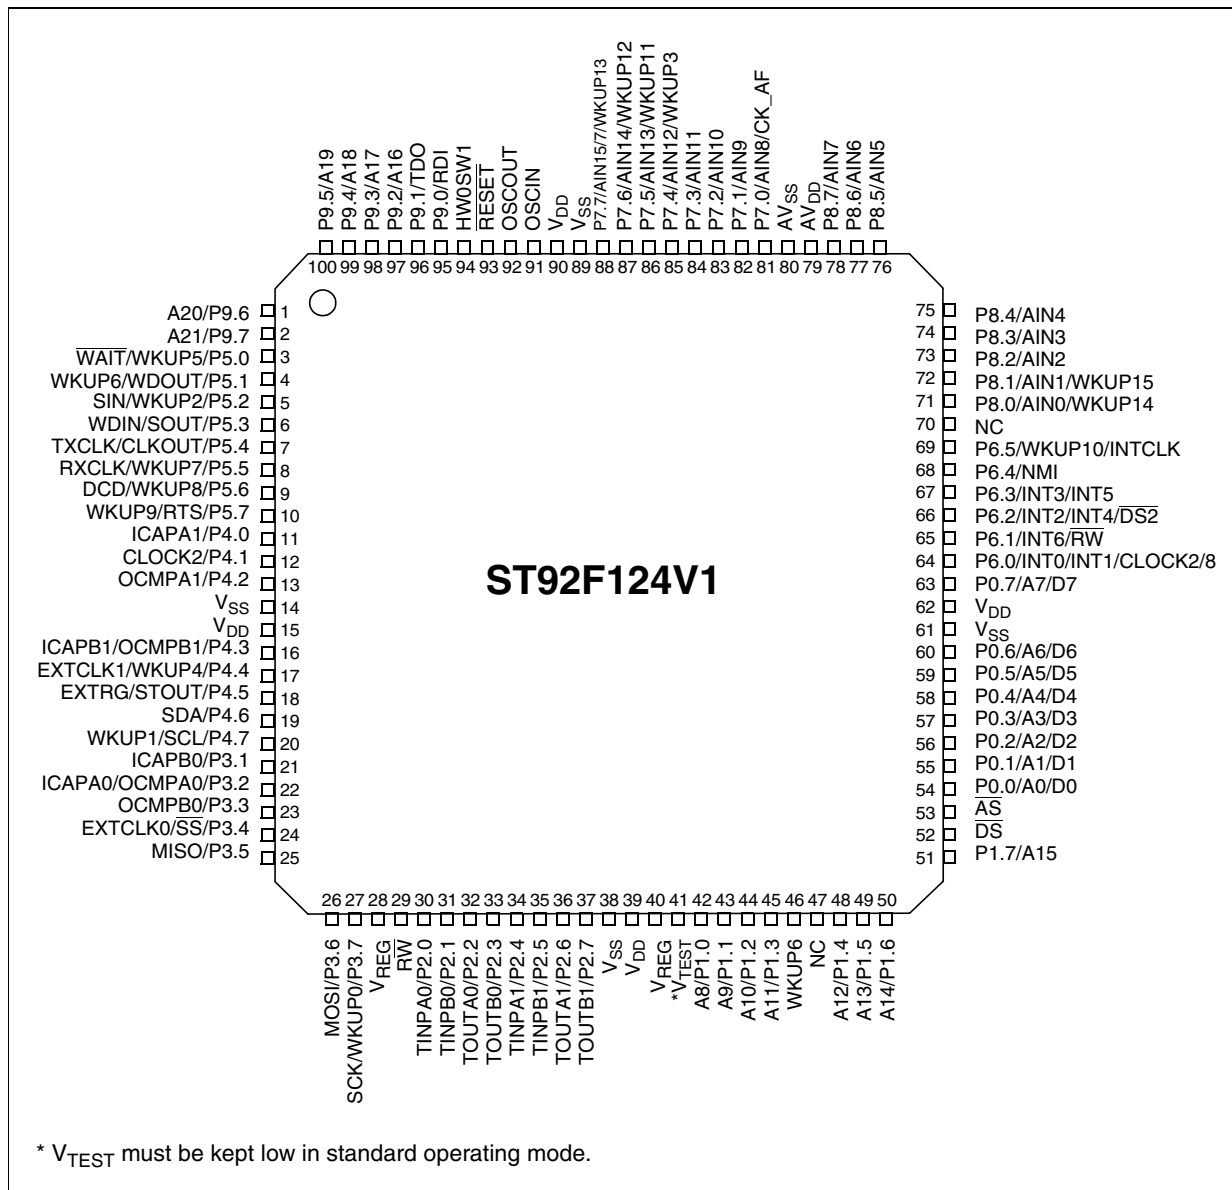 P9.5/A19
P9.4/A18
P9.3/A17
P9.2/A16
P9.1/TDO
P9.0/RDI
HW0SW1
RESET
OSCOUT
OSCIN
VDD
VSS
P7.7/AIN15/7/WKUP13
P7.6/AIN14/WKUP12
P7.5/AIN13/WKUP11
P7.4/AIN12/WKUP3
P7.3/AIN11
P7.2/AIN10
P7.1/AIN9
P7.0/AIN8/CK_AF
AVSS
AVDD
P8.7/AIN7
P8.6/AIN6
P8.5/AIN5
100 99 98 97 96 95 94 93 92 91 90 89 88 87 86 85 84 83 82 81 80 79 78 77 76
A20/P9.6 1
A21/P9.7 2
WAIT/WKUP5/P5.0 3
WKUP6/WDOUT/P5.1 4
SIN/WKUP2/P5.2 5
WDIN/SOUT/P5.3 6
TXCLK/CLKOUT/P5.4 7
RXCLK/WKUP7/P5.5 8
DCD/WKUP8/P5.6 9
WKUP9/RTS/P5.7 10
ICAPA1/P4.0 11
CLOCK2/P4.1 12
OCMPA1/P4.2 13
VSS 14
VDD 15
ICAPB1/OCMPB1/P4.3 16
EXTCLK1/WKUP4/P4.4 17
EXTRG/STOUT/P4.5 18
SDA/P4.6 19
WKUP1/SCL/P4.7 20
ICAPB0/P3.1 21
ICAPA0/OCMPA0/P3.2 22
OCMPB0/P3.3 23
EXTCLK0/SS/P3.4 24
MISO/P3.5 25
ST92F124V1
75 P8.4/AIN4
74 P8.3/AIN3
73 P8.2/AIN2
72 P8.1/AIN1/WKUP15
71 P8.0/AIN0/WKUP14
70 NC
69 P6.5/WKUP10/INTCLK
68 P6.4/NMI
67 P6.3/INT3/INT5
66 P6.2/INT2/INT4/DS2
65 P6.1/INT6/RW
64 P6.0/INT0/INT1/CLOCK2/8
63 P0.7/A7/D7
62 VDD
61 VSS
60 P0.6/A6/D6
59 P0.5/A5/D5
58 P0.4/A4/D4
57 P0.3/A3/D3
56 P0.2/A2/D2
55 P0.1/A1/D1
54 P0.0/A0/D0
53 AS
52 DS
51 P1.7/A15
26 27 28 29 30 31 32 33 34 35 36 37 38 39 40 41 42 43 44 45 46 47 48 49 50
MOSI/P3.6
SCK/WKUP0/P3.7
VREG
RW
TINPA0/P2.0
TINPB0/P2.1
TOUTA0/P2.2
TOUTB0/P2.3
TINPA1/P2.4
TINPB1/P2.5
TOUTA1/P2.6
TOUTB1/P2.7
VSS
VDD
VREG
*VTEST
A8/P1.0
A9/P1.1
A10/P1.2
A11/P1.3
WKUP6
NC
A12/P1.4
A13/P1.5
A14/P1.6
* VTEST must be kept low in standard operating mode.